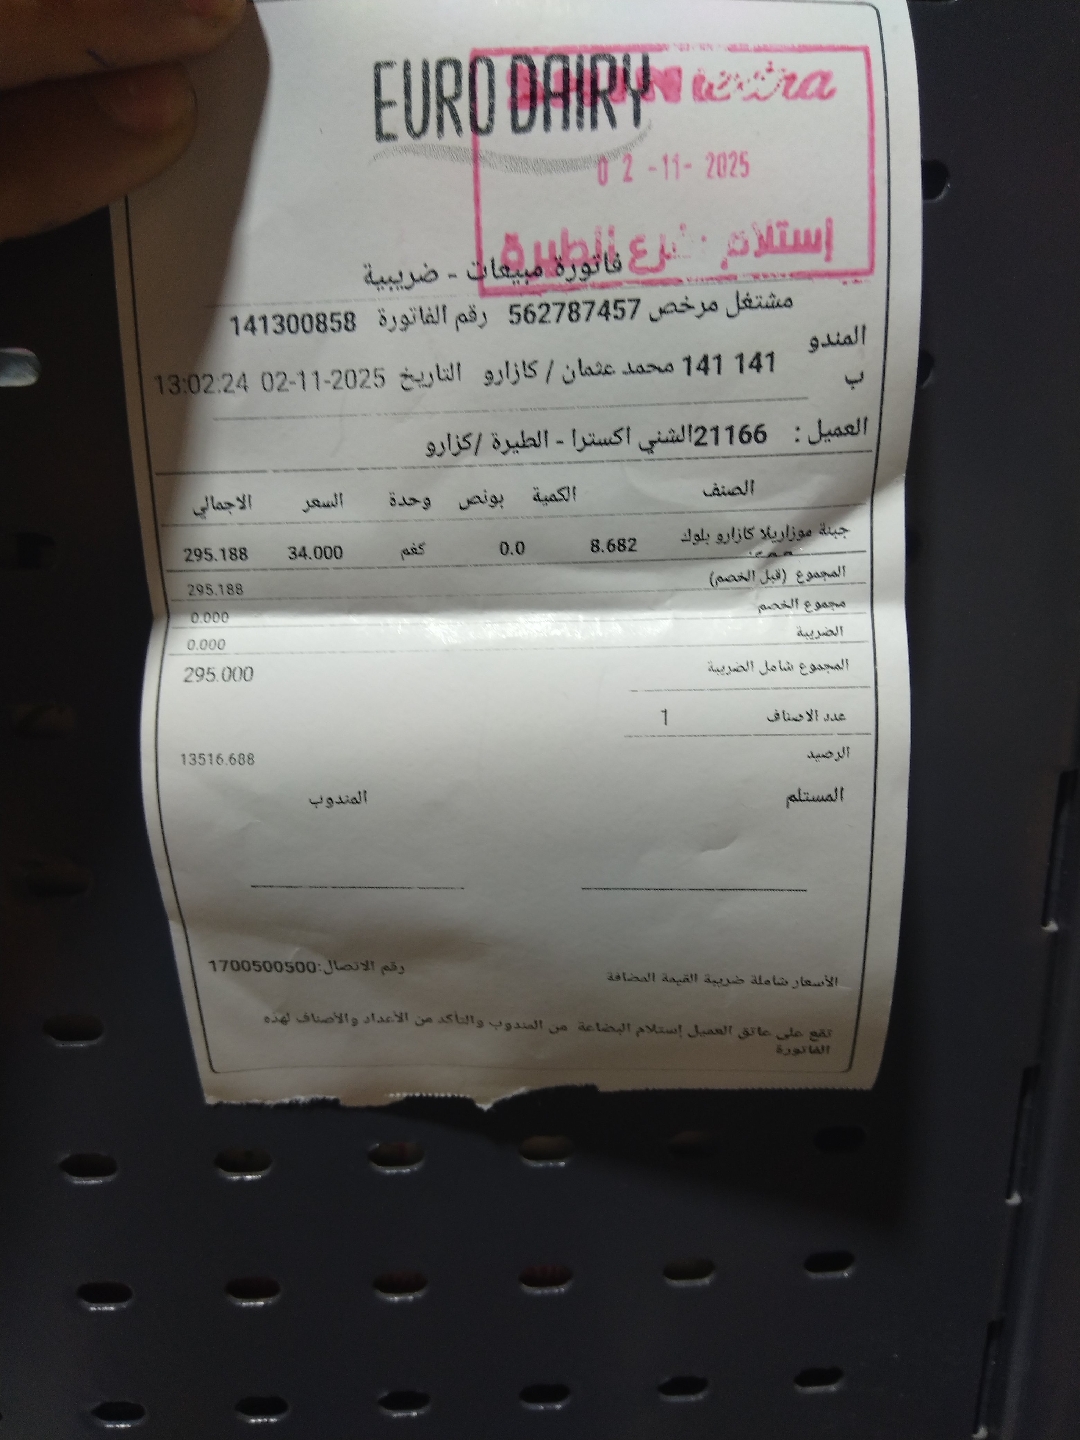 EURO DAIRY
extra
02-11-2025
إستلام فرع الطيرة
فاتورة مبيعات - ضريبية
مشتغل مرخص 562787457 رقم الفاتورة 141300858
المندوب 141 141 محمد عثمان / كازارو التاريخ 02-11-2025 13:02:24
العميل : 21166الشني اكسترا - الطيرة /كزارو
الصنف الكمية بونص وحدة السعر الاجمالي
جبنة موزاريلا كازارو بلوك 8.682 0.0 كغم 34.000 295.188
المجموع (قبل الخصم) 295.188
مجموع الخصم 0.000
الضريبة 0.000
المجموع شامل الضريبة 295.000
عدد الاصناف 1
الرصيد 13516.688
المستلم المندوب
الأسعار شاملة ضريبة القيمة المضافة رقم الاتصال:1700500500
تقع على عاتق العميل إستلام البضاعة من المندوب والتأكد من الأعداد والأصناف لهذه
الفاتورة